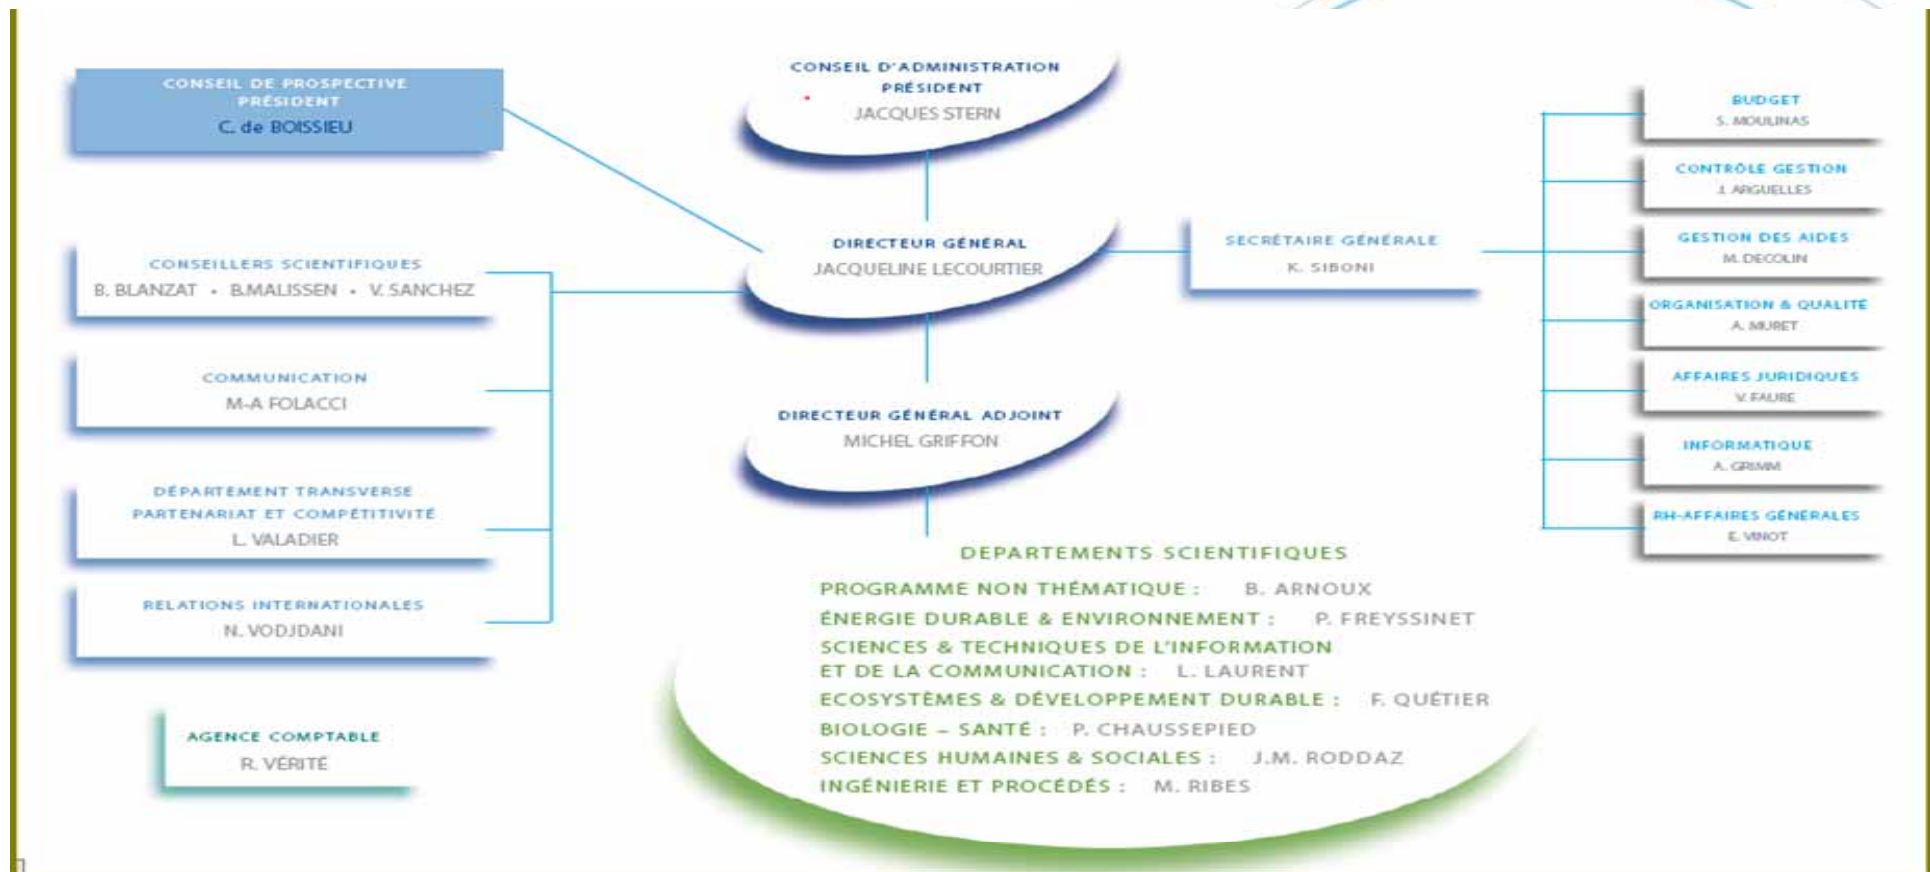 CONSEIL DE PROSPECTIVE
PRÉSIDENT
C. de BOISSIEU
CONSEIL D'ADMINISTRATION
PRÉSIDENT
JACQUES STERN
DIRECTEUR GÉNÉRAL
JACQUELINE LECOURTIER
SECRÉTAIRE GÉNÉRALE
K. SIBONI
CONSEILLERS SCIENTIFIQUES
B. BLANZAT • B.MALISSEN • V. SANCHEZ
COMMUNICATION
M-A FOLACCI
DÉPARTEMENT TRANSVERSE
PARTENARIAT ET COMPÉTITIVITÉ
L. VALADIER
RELATIONS INTERNATIONALES
N. VODJDANI
AGENCE COMPTABLE
R. VÉRITÉ
DIRECTEUR GÉNÉRAL ADJOINT
MICHEL GRIFFON
DEPARTEMENTS SCIENTIFIQUES
PROGRAMME NON THÉMATIQUE : B. ARNOUX
ÉNERGIE DURABLE & ENVIRONNEMENT : P. FREYSSINET
SCIENCES & TECHNIQUES DE L'INFORMATION
ET DE LA COMMUNICATION : L. LAURENT
ECOSYSTÈMES & DÉVELOPPEMENT DURABLE : F. QUÉTIER
BIOLOGIE – SANTÉ : P. CHAUSSEPIED
SCIENCES HUMAINES & SOCIALES : J.M. RODDAZ
INGÉNIERIE ET PROCÉDÉS : M. RIBES
BUDGET
S. MOULINAS
CONTRÔLE GESTION
J. ARGUELLES
GESTION DES AIDES
M. DECOLIN
ORGANISATION & QUALITÉ
A. MURET
AFFAIRES JURIDIQUES
V. FAURE
INFORMATIQUE
A. GRIMM
RH-AFFAIRES GÉNÉRALES
E. VINOT